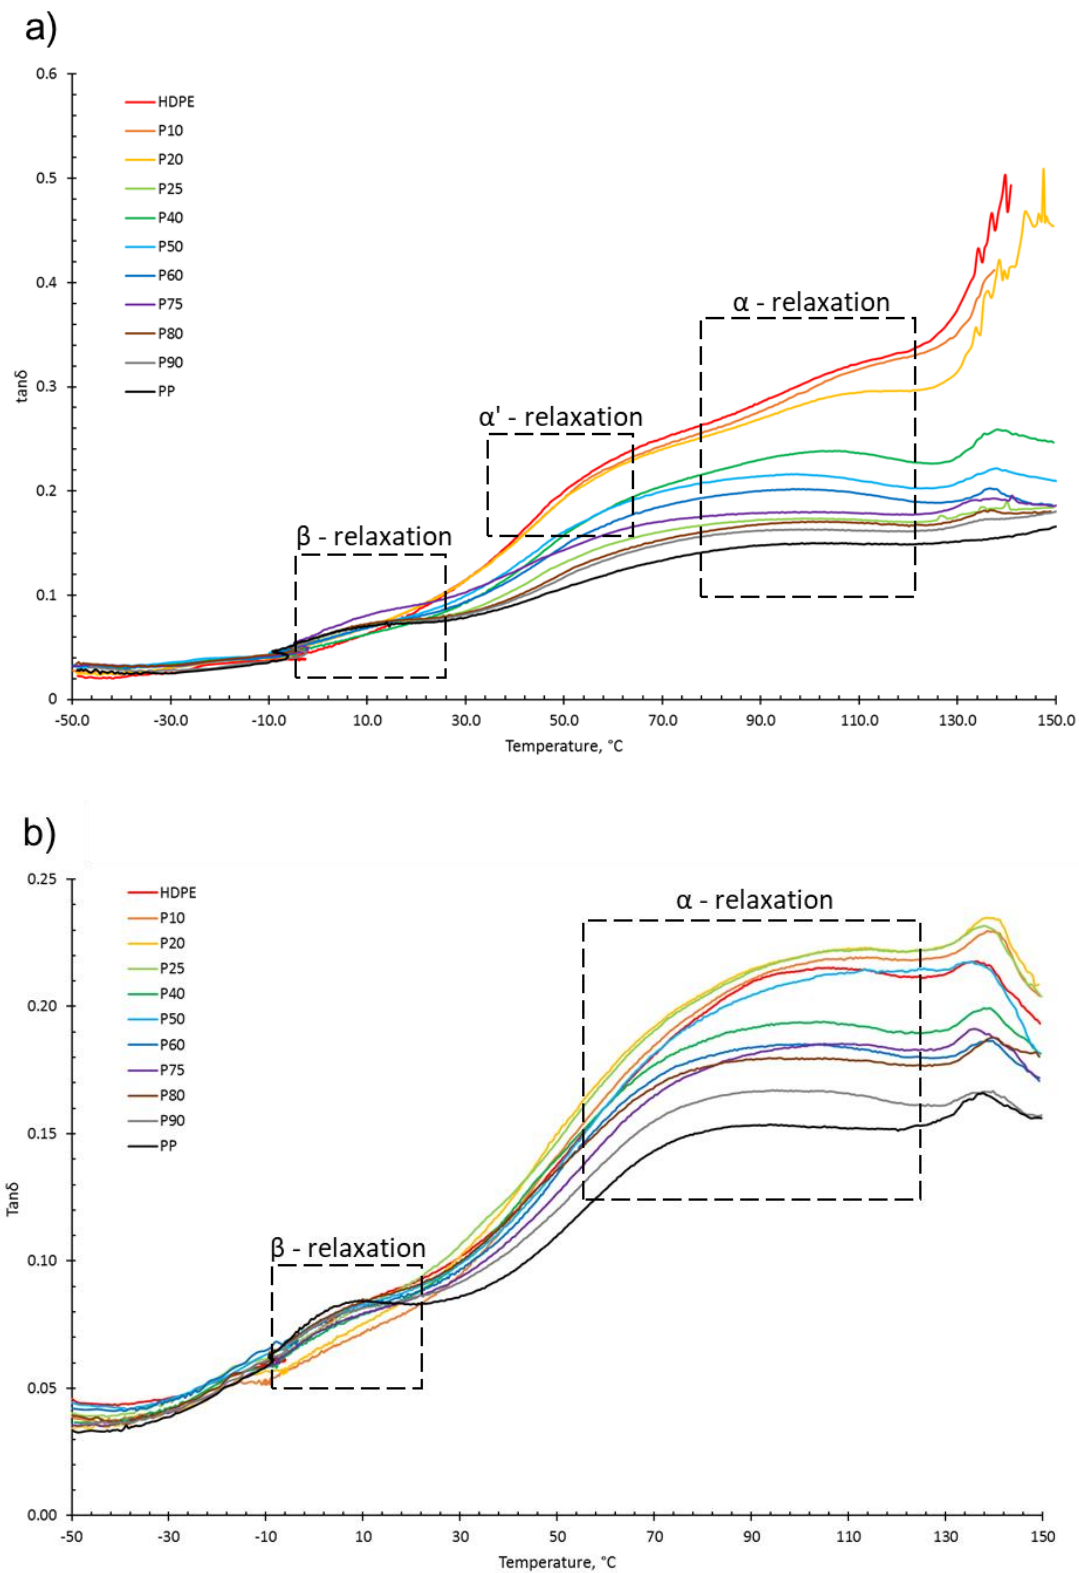 a)
0.6
HDPE
P10
P20
0.5
P25
P40
P50
0.4
P60
P75
α - relaxation
P80
P90
tanδ
0.3
PP
α' - relaxation
0.2
β - relaxation
0.1
0
-50.0 -30.0 -10.0 10.0 30.0 50.0 70.0 90.0 110.0 130.0 150.0
Temperature, °C
b)
0.25
HDPE
α - relaxation
P10
P20
P25
0.20
P40
P50
P60
P75
P80
P90
0.15
PP
Tanδ
β - relaxation
0.10
0.05
0.00
-50 -30 -10 10 30 50 70 90 110 130 150
Temperature, °C